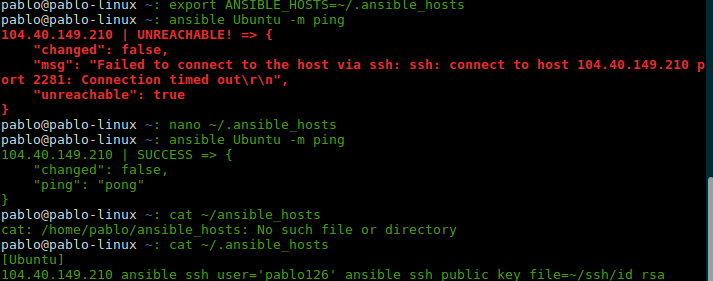 pablo@pablo-linux ~: export ANSIBLE_HOSTS=~/.ansible_hosts
pablo@pablo-linux ~: ansible Ubuntu -m ping
104.40.149.210 | UNREACHABLE! => {
    "changed": false,
    "msg": "Failed to connect to the host via ssh: ssh: connect to host 104.40.149.210 p
ort 2281: Connection timed out\r\n",
    "unreachable": true
}
pablo@pablo-linux ~: nano ~/.ansible_hosts
pablo@pablo-linux ~: ansible Ubuntu -m ping
104.40.149.210 | SUCCESS => {
    "changed": false,
    "ping": "pong"
}
pablo@pablo-linux ~: cat ~/ansible_hosts
cat: /home/pablo/ansible_hosts: No such file or directory
pablo@pablo-linux ~: cat ~/.ansible_hosts
[Ubuntu]
104.40.149.210 ansible_ssh_user='pablo126' ansible_ssh_public_key_file=~/ssh/id_rsa